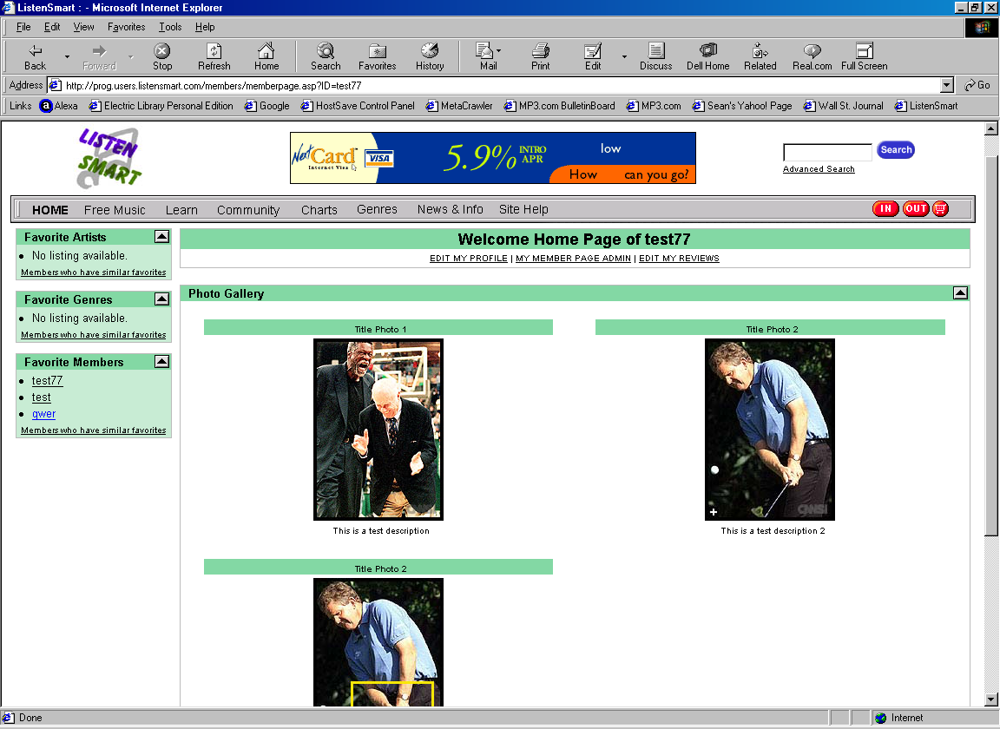 ListenSmart : - Microsoft Internet Explorer
File Edit View Favorites Tools Help
Back Forward Stop Refresh Home Search Favorites History Mail Print Edit Discuss Dell Home Related Real.com Full Screen
Address http://prog.users.listensmart.com/members/memberpage.asp?ID=test77 Go
Links Alexa Electric Library Personal Edition Google HostSave Control Panel MetaCrawler MP3.com BulletinBoard MP3.com Sean's Yahoo! Page Wall St. Journal ListenSmart
LISTEN
SMART
NextCard
Internet Visa
VISA
5.9% INTRO
APR
low
How can you go?
Search
Advanced Search
HOME Free Music Learn Community Charts Genres News & Info Site Help IN OUT
Favorite Artists
No listing available.
Members who have similar favorites
Favorite Genres
No listing available.
Members who have similar favorites
Favorite Members
test77
test
qwer
Members who have similar favorites
Welcome Home Page of test77
EDIT MY PROFILE | MY MEMBER PAGE ADMIN | EDIT MY REVIEWS
Photo Gallery
Title Photo 1
This is a test description
Title Photo 2
CNNSI
This is a test description 2
Title Photo 2
Done Internet